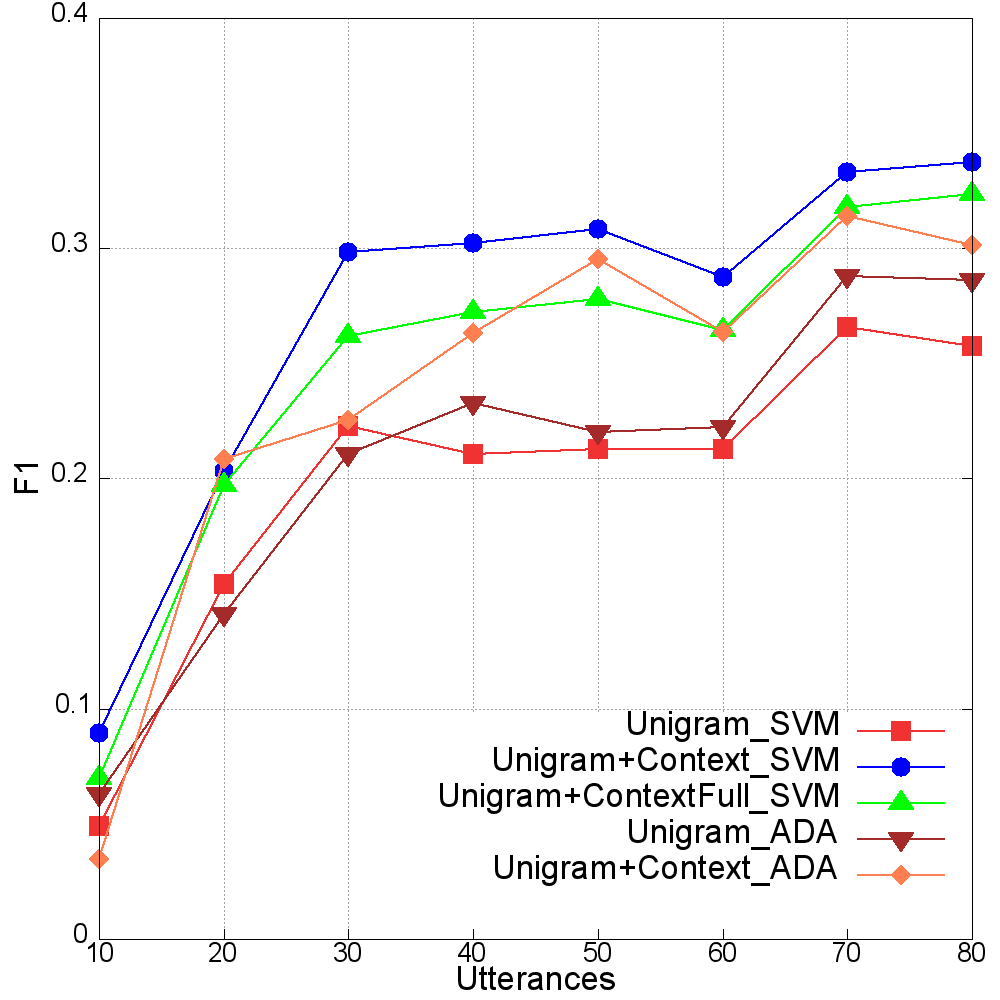 0.4
0.3
0.2
0.1
0
F1
Unigram_SVM
Unigram+Context_SVM
Unigram+ContextFull_SVM
Unigram_ADA
Unigram+Context_ADA
10 20 30 40 50 60 70 80
Utterances